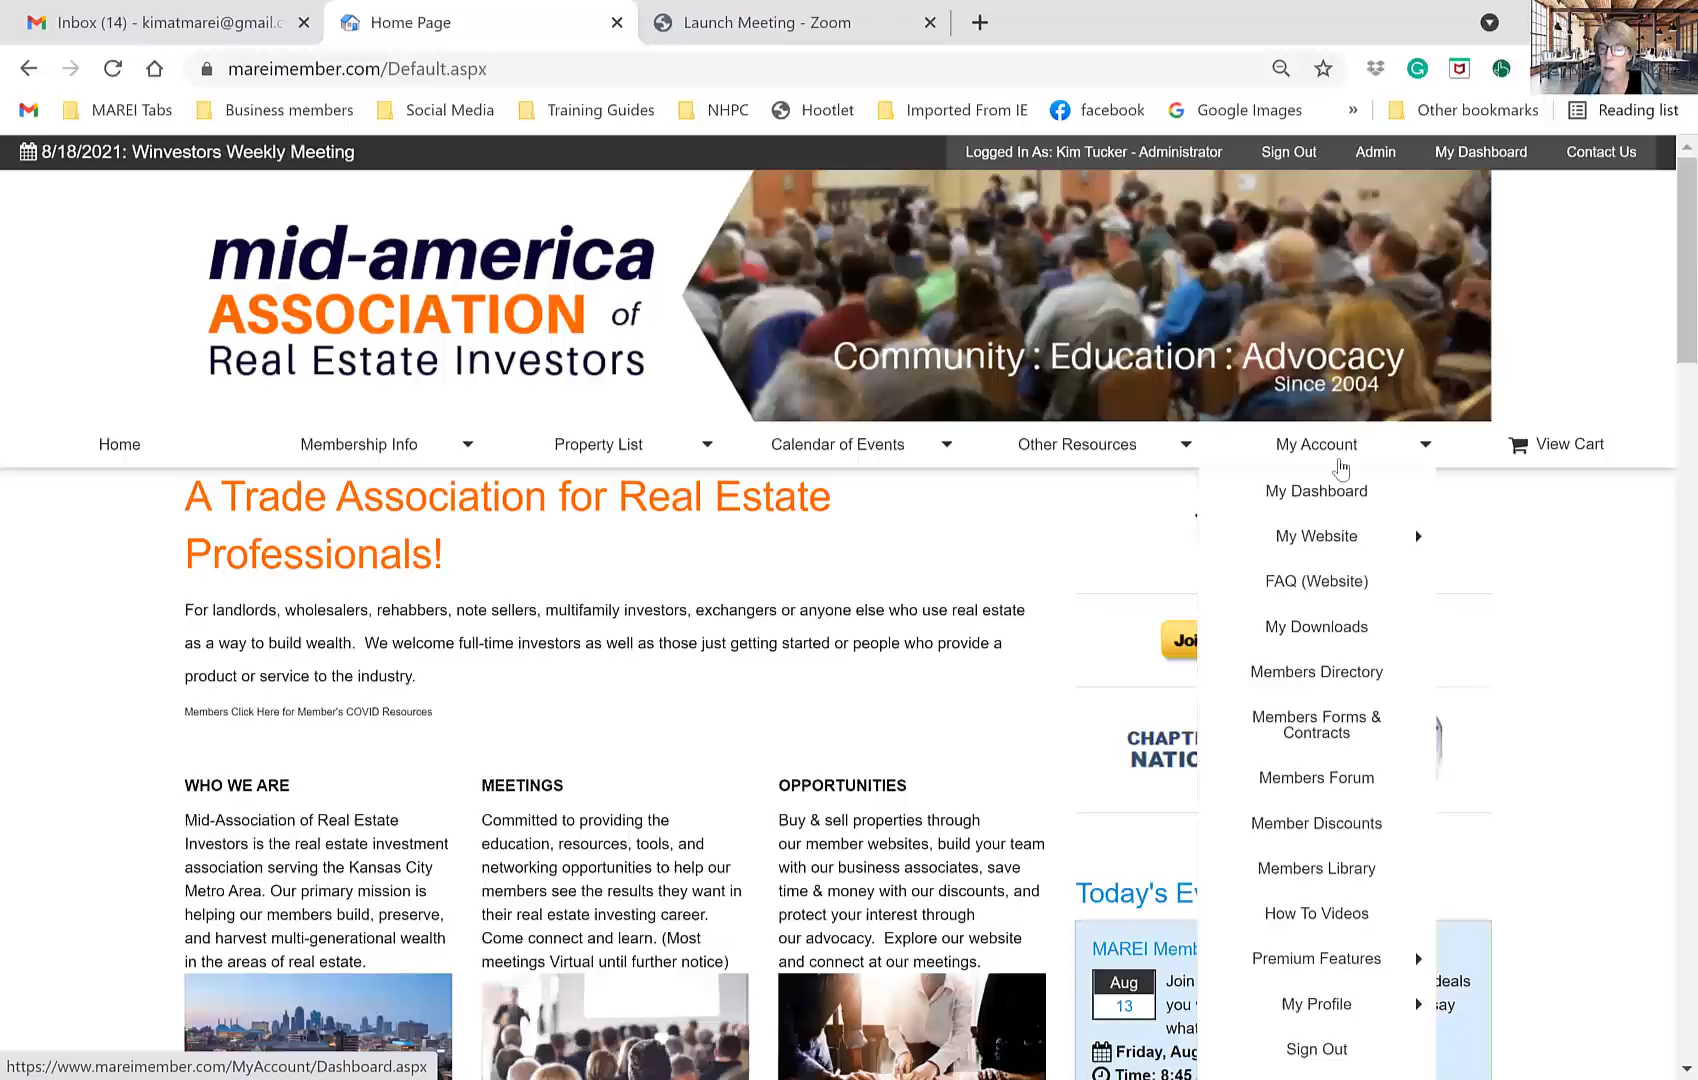 Inbox (14) - kimatmarei@gmail.c
Home Page
Launch Meeting - Zoom
mareimember.com/Default.aspx
MAREI Tabs
Business members
Social Media
Training Guides
NHPC
Hootlet
Imported From IE
facebook
Google Images
»
Other bookmarks
Reading list
8/18/2021: Winvestors Weekly Meeting
Logged In As: Kim Tucker - Administrator
Sign Out
Admin
My Dashboard
Contact Us
mid-america
ASSOCIATION of
Real Estate Investors
Community : Education : Advocacy
Since 2004
Home
Membership Info
Property List
Calendar of Events
Other Resources
My Account
View Cart
A Trade Association for Real Estate
Professionals!
For landlords, wholesalers, rehabbers, note sellers, multifamily investors, exchangers or anyone else who use real estate
as a way to build wealth. We welcome full-time investors as well as those just getting started or people who provide a
product or service to the industry.
Members Click Here for Member's COVID Resources
WHO WE ARE
Mid-Association of Real Estate
Investors is the real estate investment
association serving the Kansas City
Metro Area. Our primary mission is
helping our members build, preserve,
and harvest multi-generational wealth
in the areas of real estate.
MEETINGS
Committed to providing the
education, resources, tools, and
networking opportunities to help our
members see the results they want in
their real estate investing career.
Come connect and learn. (Most
meetings Virtual until further notice)
OPPORTUNITIES
Buy & sell properties through
our member websites, build your team
with our business associates, save
time & money with our discounts, and
protect your interest through
our advocacy. Explore our website
and connect at our meetings.
Joi
CHAPT
NATIO
Today's Ev
MAREI Memb
Aug
13
Join
you
what
deals
say
Friday, Aug
Time: 8:45
My Dashboard
My Website
FAQ (Website)
My Downloads
Members Directory
Members Forms &
Contracts
Members Forum
Member Discounts
Members Library
How To Videos
Premium Features
My Profile
Sign Out
https://www.mareimember.com/MyAccount/Dashboard.aspx